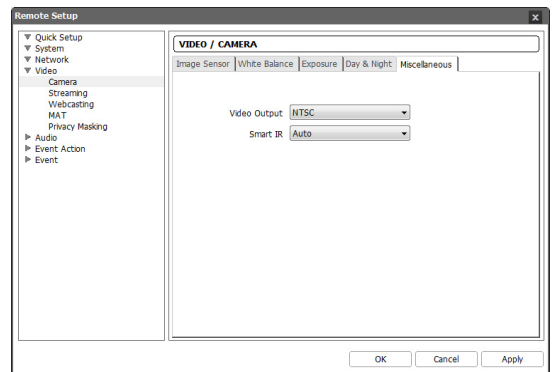 Remote Setup
x
Quick Setup
System
Network
Video
Camera
Streaming
Webcasting
MAT
Privacy Masking
Audio
Event Action
Event
VIDEO / CAMERA
Image Sensor White Balance Exposure Day & Night Miscellaneous
Video Output NTSC
Smart IR Auto
OK Cancel Apply